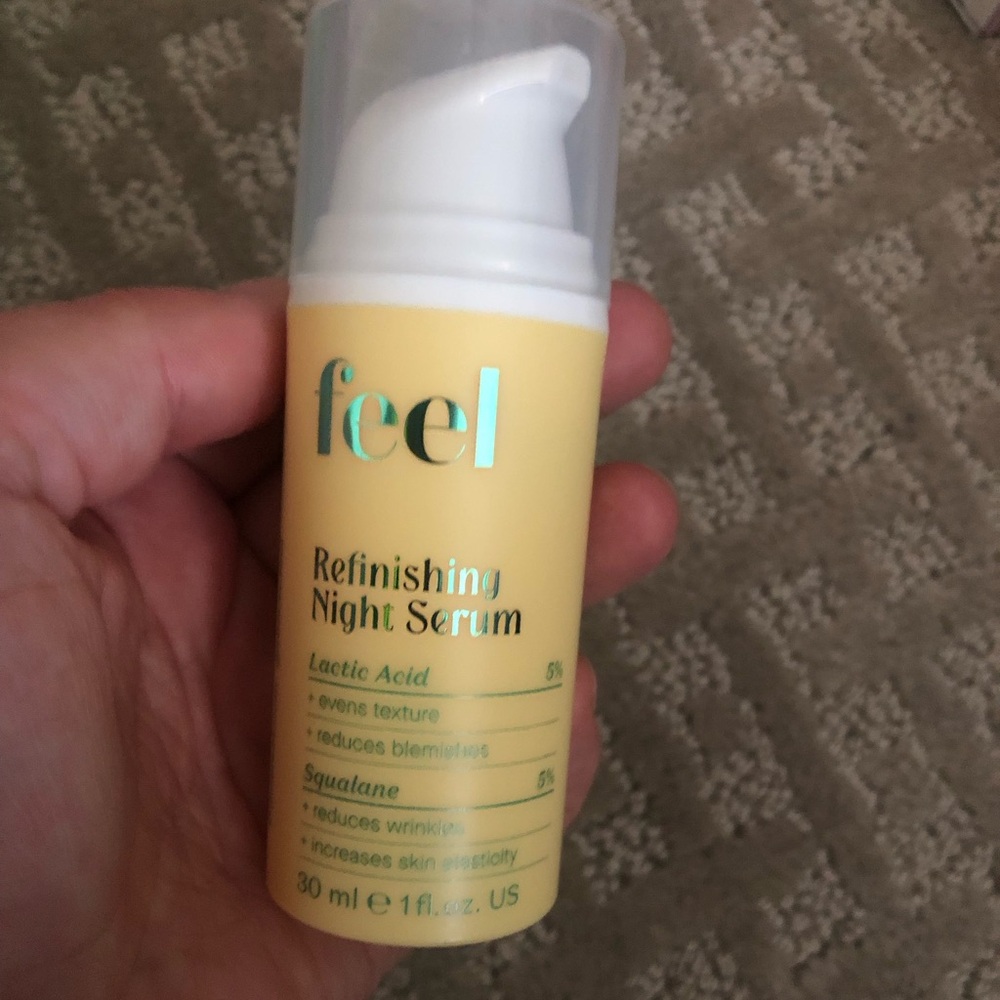 feel
Refinishing
Night Serum
Lactic Acid 5%
+ evens texture
+ reduces blemishes
Squalane 5%
+ reduces wrinkles
+ increases skin elasticity
30 ml e 1 fl. oz. US